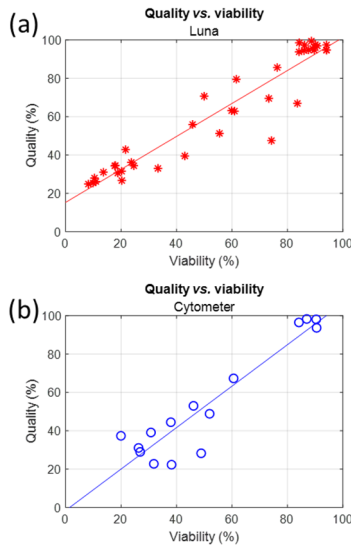 (a)
Quality vs. viability
Luna
100
80
60
40
20
0
Quality (%)
0 20 40 60 80 100
Viability (%)
(b)
Quality vs. viability
Cytometer
100
80
60
40
20
0
Quality (%)
0 20 40 60 80 100
Viability (%)